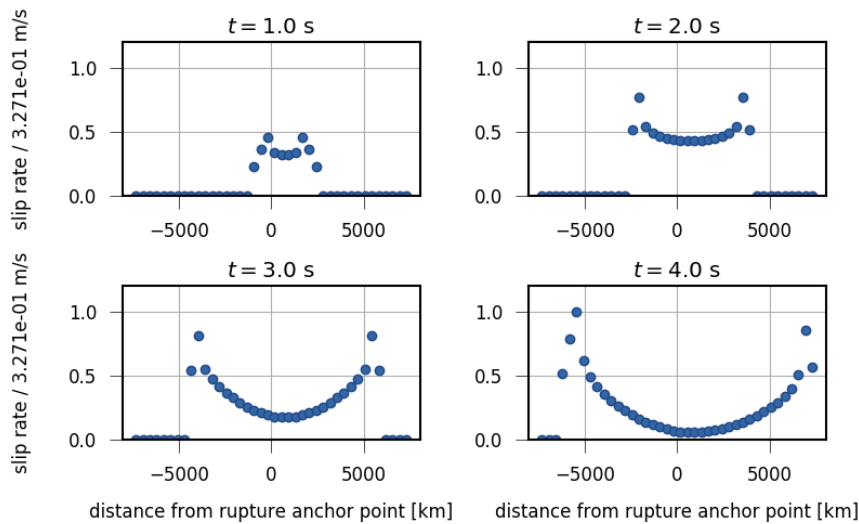 t = 1.0 s
t = 2.0 s
slip rate / 3.271e-01 m/s
1.0
0.5
0.0
−5000 0 5000
1.0
0.5
0.0
−5000 0 5000
t = 3.0 s
t = 4.0 s
slip rate / 3.271e-01 m/s
1.0
0.5
0.0
−5000 0 5000
1.0
0.5
0.0
−5000 0 5000
distance from rupture anchor point [km]
distance from rupture anchor point [km]